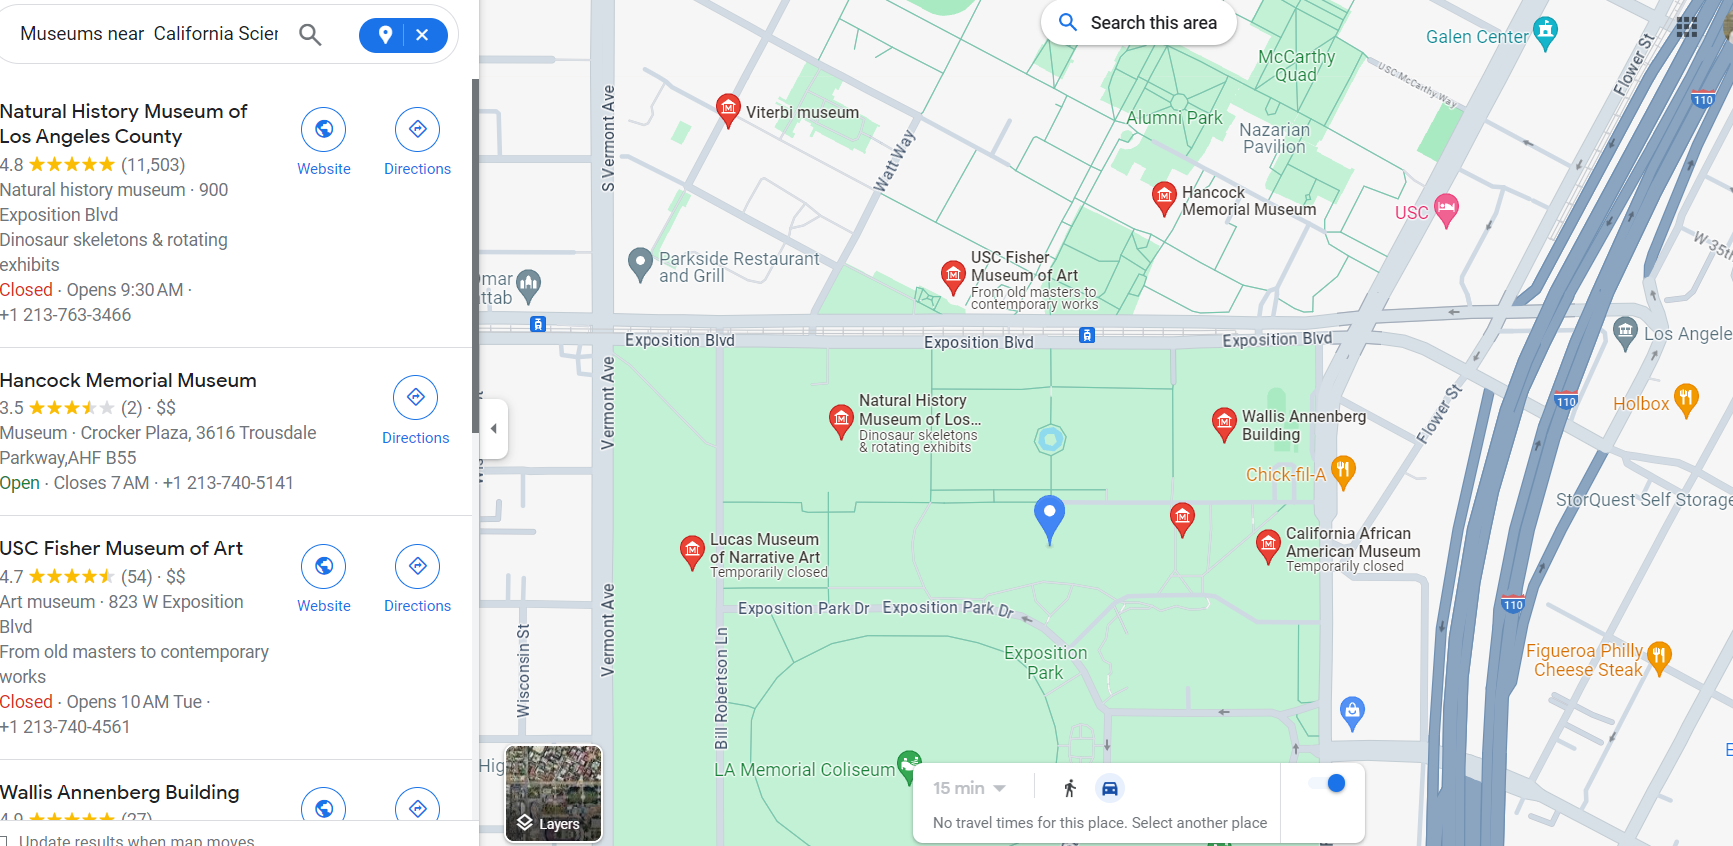 Museums near  California Scier
Natural History Museum of
Los Angeles County
4.8 (11,503)
Natural history museum · 900
Exposition Blvd
Dinosaur skeletons & rotating
exhibits
Closed · Opens 9:30 AM ·
+1 213-763-3466
Website
Directions
Hancock Memorial Museum
3.5 (2) · $$
Museum · Crocker Plaza, 3616 Trousdale
Parkway,AHF B55
Open · Closes 7 AM · +1 213-740-5141
Directions
USC Fisher Museum of Art
4.7 (54) · $$
Art museum · 823 W Exposition
Blvd
From old masters to contemporary
works
Closed · Opens 10 AM Tue ·
+1 213-740-4561
Website
Directions
Wallis Annenberg Building
4.9 (27)
Update results when map moves
Search this area
Galen Center
Flower St
110
McCarthy
Quad
USC McCarthy Way
Alumni Park
Nazarian
Pavilion
Viterbi museum
S Vermont Ave
Watt Way
Hancock
Memorial Museum
USC
W 35th
Parkside Restaurant
and Grill
USC Fisher
Museum of Art
From old masters to
contemporary works
mar
ttab
Exposition Blvd
Exposition Blvd
Exposition Blvd
Los Angele
Vermont Ave
Natural History
Museum of Los...
Dinosaur skeletons
& rotating exhibits
Wallis Annenberg
Building
Chick-fil-A
Flower St
110
Holbox
StorQuest Self Storage
Lucas Museum
of Narrative Art
Temporarily closed
California African
American Museum
Temporarily closed
Exposition Park Dr
Exposition Park Dr
110
Vermont Ave
Wisconsin St
Bill Robertson Ln
Exposition
Park
Figueroa Philly
Cheese Steak
LA Memorial Coliseum
Hig
Layers
15 min
No travel times for this place. Select another place
E